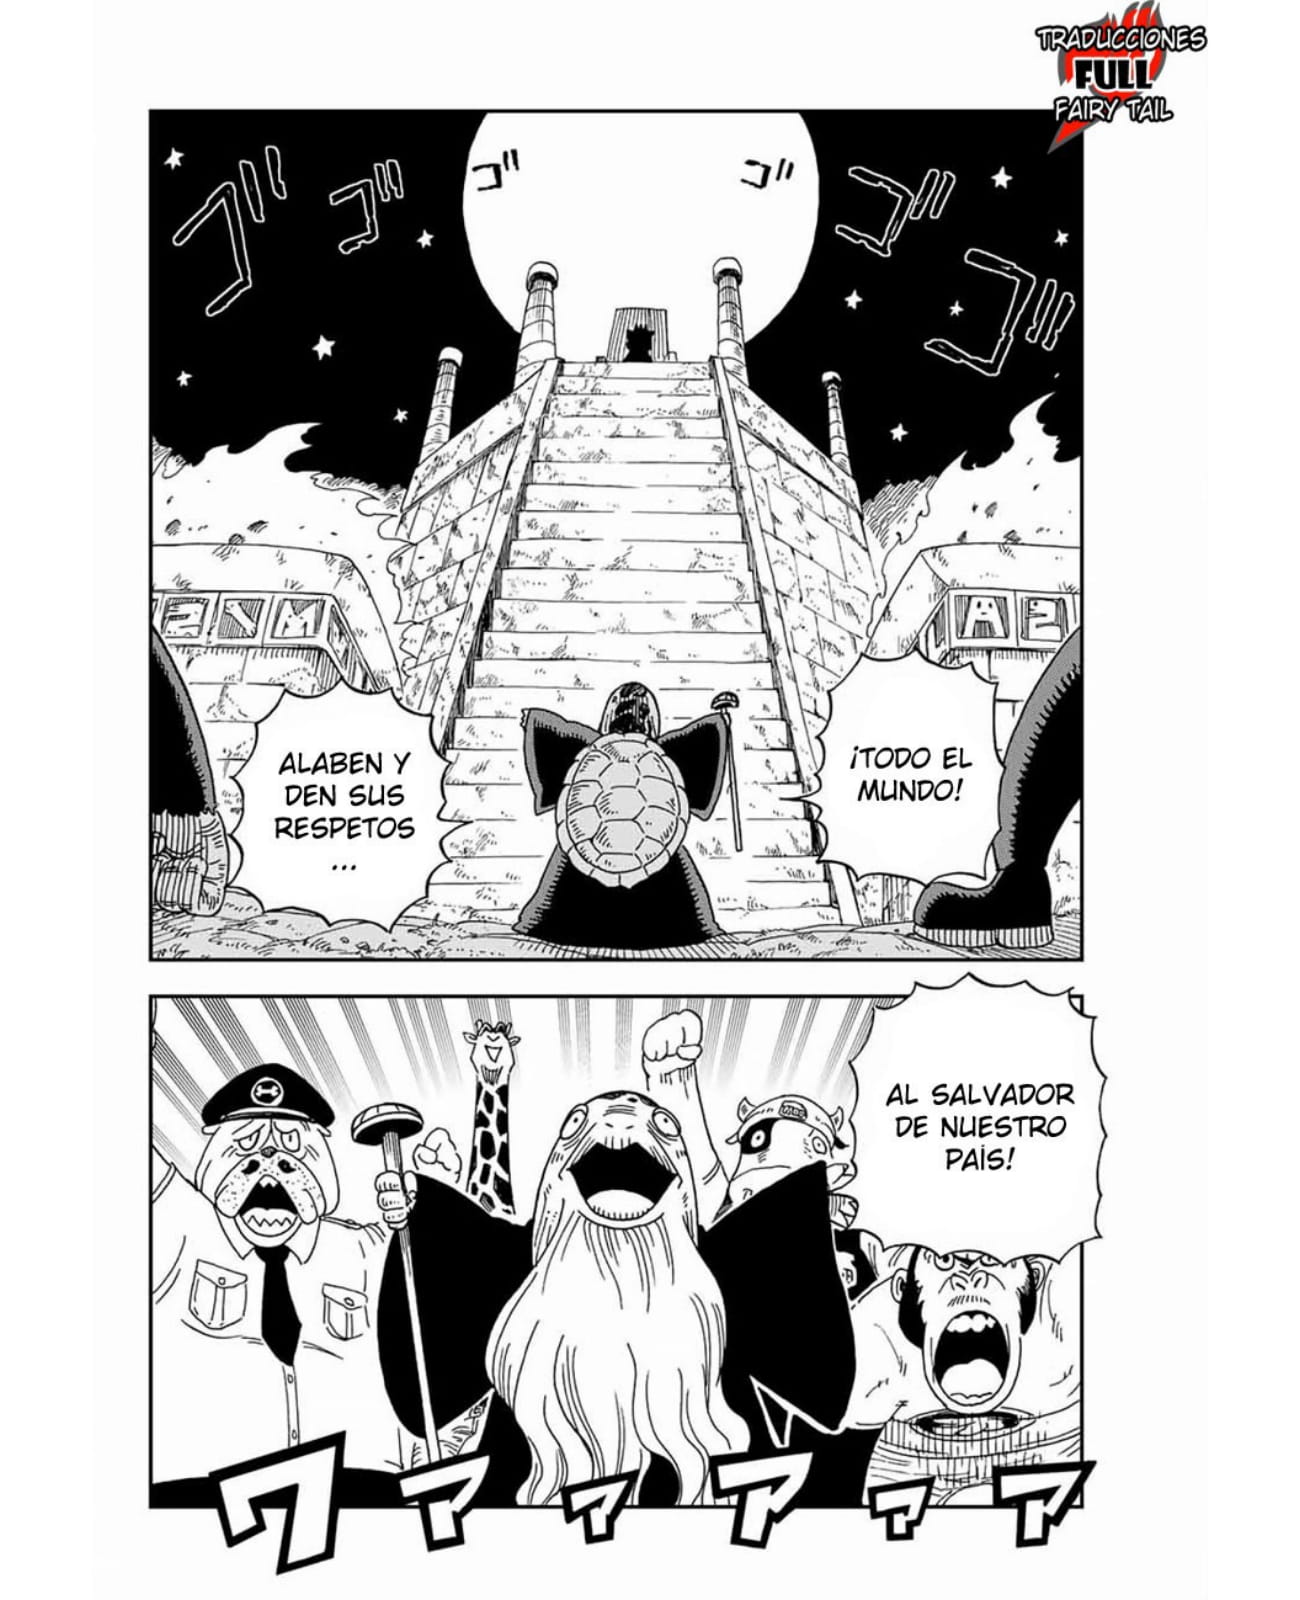 TRADUCCIONES
FULL
FAIRY TAIL
ゴゴゴゴゴゴ
¡TODO EL
MUNDO!
ALABEN Y
DEN SUS
RESPETOS
...
AL SALVADOR
DE NUESTRO
PAÍS!
ワァァァァァ